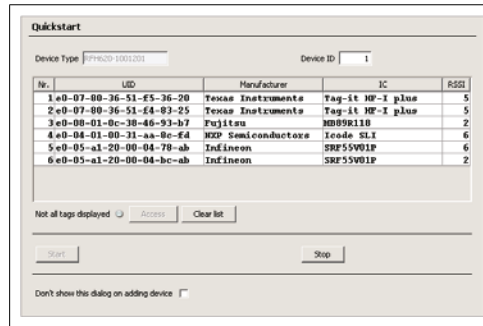 Quickstart
Device Type RFH620-1001201 Device ID 1
Nr. UID Manufacturer IC RSSI
1 e0-07-80-36-51-f5-36-20 Texas Instruments Tag-it HF-I plus 5
2 e0-07-80-36-51-f4-83-25 Texas Instruments Tag-it HF-I plus 5
3 e0-08-01-0c-38-46-93-b7 Fujitsu MB89R118 2
4 e0-04-01-00-31-aa-8c-fd NXP Semiconductors Icode SLI 6
5 e0-05-a1-20-00-04-78-ab Infineon SRF55V01P 6
6 e0-05-a1-20-00-04-bc-ab Infineon SRF55V01P 2
Not all tags displayed Access Clear list
Start Stop
Don't show this dialog on adding device